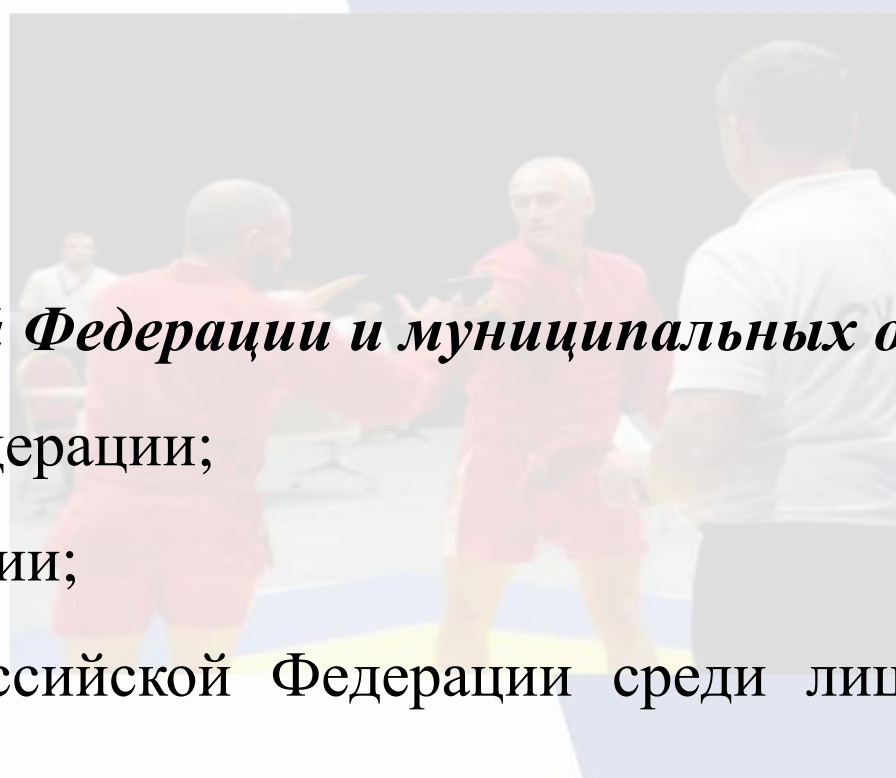 й Федерации и муниципальных о
дерации;
ии;
ссийской Федерации среди лиц